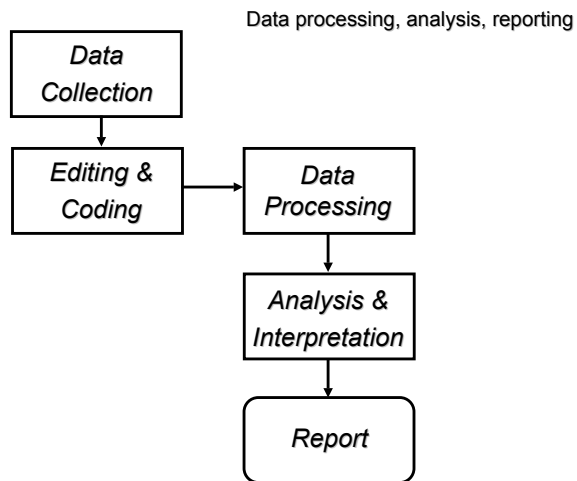 Data processing, analysis, reporting
Data
Collection
Editing &
Coding
Data
Processing
Analysis &
Interpretation
Report